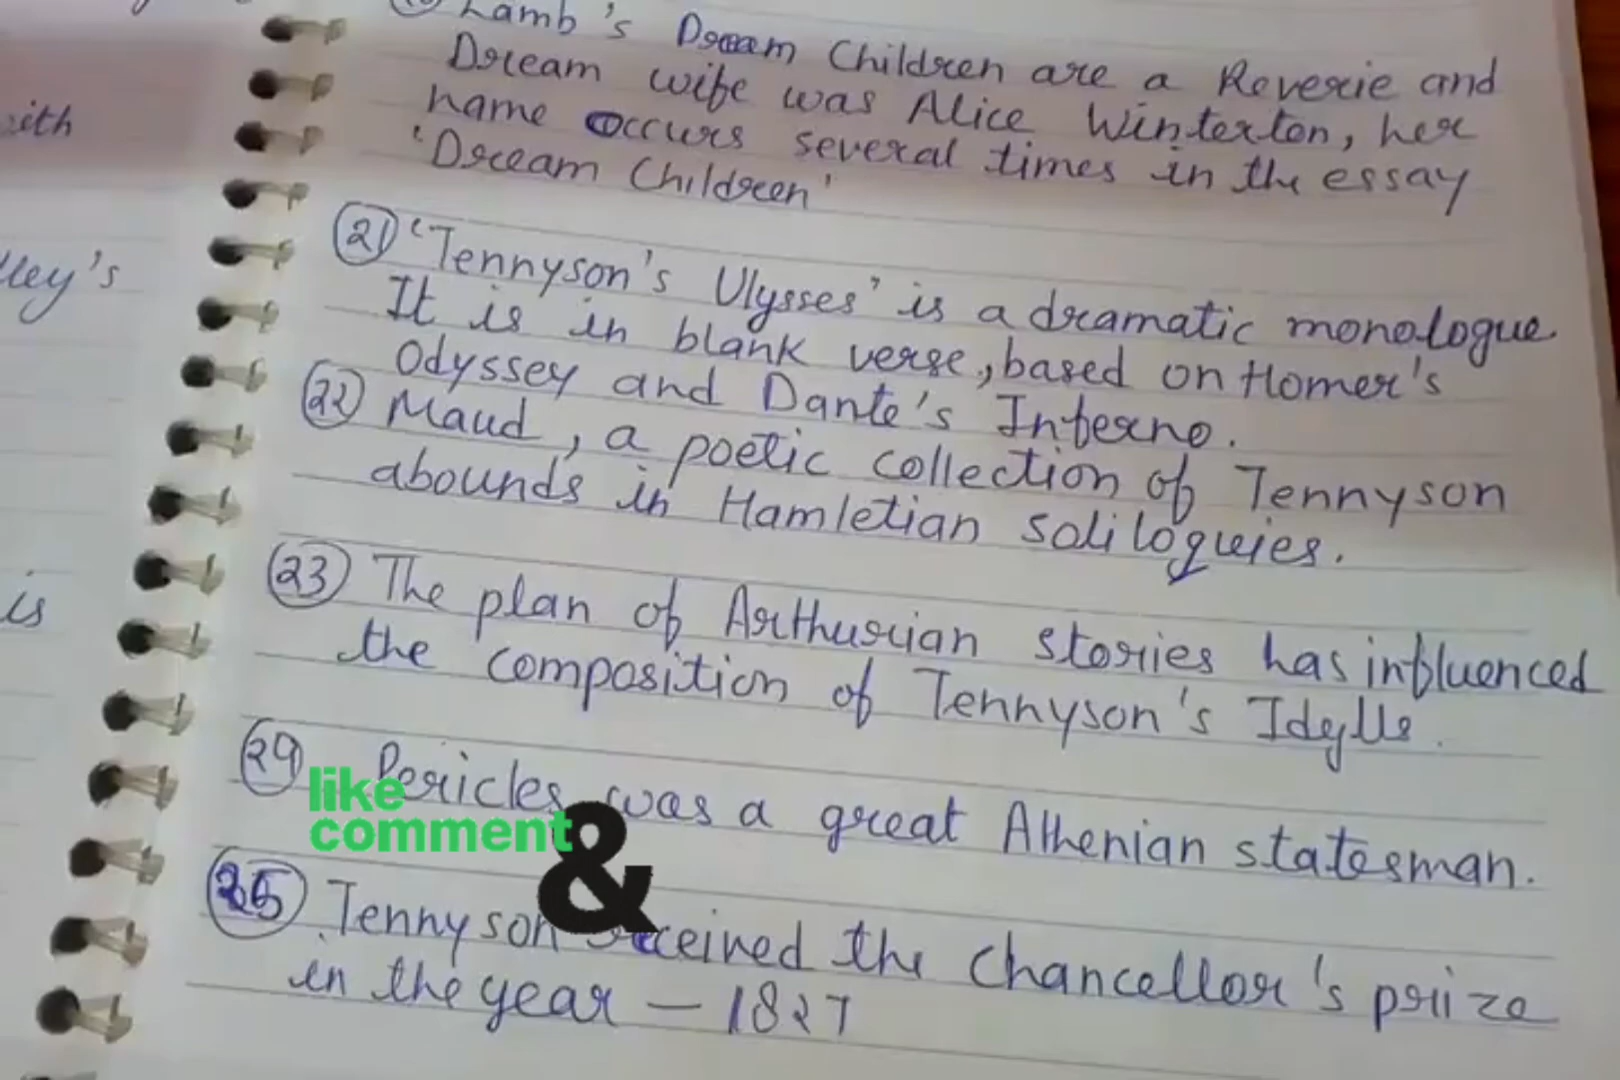 Lamb's Dream Children are a Reverie and
Dream wife was Alice Winterton, her
name occurs several times in the essay
'Dream Children'
(21) 'Tennyson's Ulysses' is a dramatic monologue.
It is in blank verse, based on Homer's
Odyssey and Dante's Inferno.
(22) Maud, a poetic collection of Tennyson
abounds in Hamletian soliloquies.
(23) The plan of Arthurian stories has influenced
the composition of Tennyson's Idylls.
(24) Pericles was a great Athenian statesman.
(25) Tennyson received the Chancellor's prize
in the year – 1827
ith
lley's
is
like
comment
&